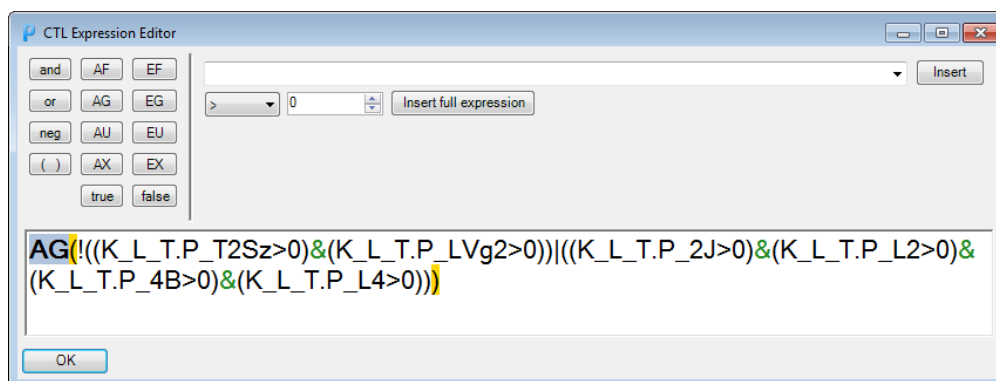 CTL Expression Editor
and AF EF Insert
or AG EG > 0 Insert full expression
neg AU EU
( ) AX EX
true false
AG(!((K_L_T.P_T2Sz>0)&(K_L_T.P_LVg2>0))|((K_L_T.P_2J>0)&(K_L_T.P_L2>0)&
(K_L_T.P_4B>0)&(K_L_T.P_L4>0)))
OK